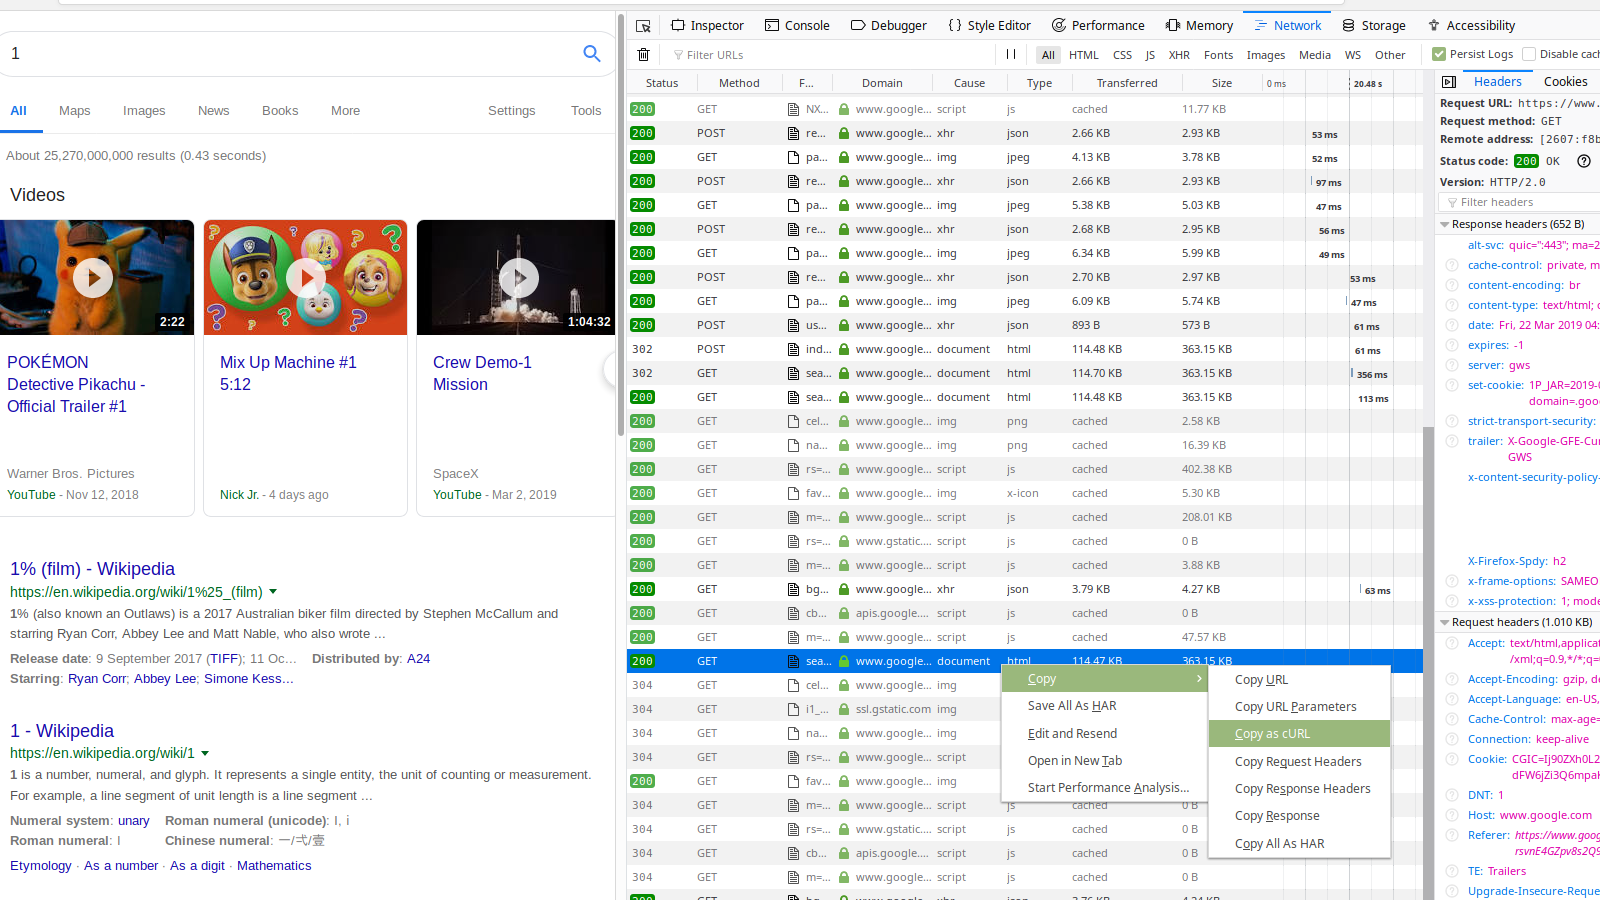 1
All Maps Images News Books More Settings Tools
About 25,270,000,000 results (0.43 seconds)
Videos
2:22
1:04:32
POKÉMON Detective Pikachu - Official Trailer #1
Warner Bros. Pictures
YouTube - Nov 12, 2018
Mix Up Machine #1 5:12
Nick Jr. - 4 days ago
Crew Demo-1 Mission
SpaceX
YouTube - Mar 2, 2019
1% (film) - Wikipedia
https://en.wikipedia.org/wiki/1%25_(film)
1% (also known an Outlaws) is a 2017 Australian biker film directed by Stephen McCallum and
starring Ryan Corr, Abbey Lee and Matt Nable, who also wrote ...
Release date: 9 September 2017 (TIFF); 11 Oc... Distributed by: A24
Starring: Ryan Corr; Abbey Lee; Simone Kess...
1 - Wikipedia
https://en.wikipedia.org/wiki/1
1 is a number, numeral, and glyph. It represents a single entity, the unit of counting or measurement.
For example, a line segment of unit length is a line segment ...
Numeral system: unary Roman numeral (unicode): Ⅰ, ⅰ
Roman numeral: I Chinese numeral: 一/弌/壹
Etymology · As a number · As a digit · Mathematics
Inspector Console Debugger { } Style Editor Performance Memory Network Storage Accessibility
Filter URLs All HTML CSS JS XHR Fonts Images Media WS Other Persist Logs Disable cach
Status Method F... Domain Cause Type Transferred Size 0 ms 20.48 s
200 GET NX... www.google... script js cached 11.77 KB
200 POST re... www.google... xhr json 2.66 KB 2.93 KB 53 ms
200 GET pa... www.google... img jpeg 4.13 KB 3.78 KB 52 ms
200 POST re... www.google... xhr json 2.66 KB 2.93 KB 97 ms
200 GET pa... www.google... img jpeg 5.38 KB 5.03 KB 47 ms
200 POST re... www.google... xhr json 2.68 KB 2.95 KB 56 ms
200 GET pa... www.google... img jpeg 6.34 KB 5.99 KB 49 ms
200 POST re... www.google... xhr json 2.70 KB 2.97 KB 53 ms
200 GET pa... www.google... img jpeg 6.09 KB 5.74 KB 47 ms
200 POST us... www.google... xhr json 893 B 573 B 61 ms
302 POST ind... www.google... document html 114.48 KB 363.15 KB 61 ms
302 GET sea... www.google... document html 114.70 KB 363.15 KB 356 ms
200 GET sea... www.google... document html 114.48 KB 363.15 KB 113 ms
200 GET cel... www.google... img png cached 2.58 KB
200 GET na... www.google... img png cached 16.39 KB
200 GET rs=... www.google... script js cached 402.38 KB
200 GET fav... www.google... img x-icon cached 5.30 KB
200 GET m=... www.google... script js cached 208.01 KB
200 GET rs=... www.gstatic.... script js cached 0 B
200 GET m=... www.google... script js cached 3.88 KB
200 GET bg... www.google... xhr json 3.79 KB 4.27 KB 63 ms
200 GET cb... apis.google.... script js cached 0 B
200 GET m=... www.google... script js cached 47.57 KB
200 GET sea... www.google... document html 114.47 KB 363.15 KB
304 GET cel... www.google... img
304 GET i1_... ssl.gstatic.com img
304 GET na... www.google... img
304 GET rs=... www.google... script
200 GET fav... www.google... img
304 GET m=... www.google... script js cached 0 B
304 GET rs=... www.gstatic.... script js cached 0 B
304 GET cb... apis.google.... script js cached 0 B
304 GET m=... www.google... script js cached 0 B
Copy
Save All As HAR
Edit and Resend
Open in New Tab
Start Performance Analysis...
Copy URL
Copy URL Parameters
Copy as cURL
Copy Request Headers
Copy Response Headers
Copy Response
Copy All As HAR
Headers Cookies
Request URL: https://www.
Request method: GET
Remote address: [2607:f8b
Status code: 200 OK
Version: HTTP/2.0
Filter headers
Response headers (652 B)
alt-svc: quic=":443"; ma=2
cache-control: private, m
content-encoding: br
content-type: text/html; c
date: Fri, 22 Mar 2019 04:
expires: -1
server: gws
set-cookie: 1P_JAR=2019-0
domain=.goo
strict-transport-security:
trailer: X-Google-GFE-Cur
GWS
x-content-security-policy-
X-Firefox-Spdy: h2
x-frame-options: SAMEO
x-xss-protection: 1; mode
Request headers (1.010 KB)
Accept: text/html,applicat
/xml;q=0.9,*/*;q=
Accept-Encoding: gzip, de
Accept-Language: en-US,
Cache-Control: max-age=
Connection: keep-alive
Cookie: CGIC=Ij90ZXh0L2
dFW6jZi3Q6mpal
DNT: 1
Host: www.google.com
Referer: https://www.goog
rsvnE4GZpv8s2Q9
TE: Trailers
Upgrade-Insecure-Reque